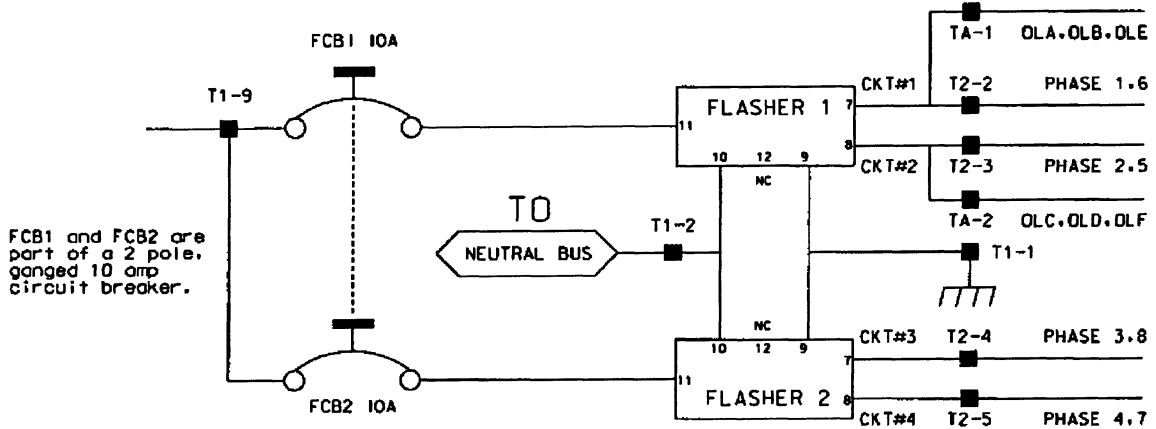 TA-1 OLA.OLB.OLE
FCB1 10A
T1-9
CKT#1 T2-2 PHASE 1.6
11 FLASHER 1 7
10 12 9 8
NC
CKT#2 T2-3 PHASE 2.5
TA-2 OLC.OLD.OLF
TO
NEUTRAL BUS
T1-2
T1-1
FCB1 and FCB2 are
part of a 2 pole.
ganged 10 amp
circuit breaker.
NC
10 12 9
CKT#3 T2-4 PHASE 3.8
7
11
FLASHER 2 8
FCB2 10A
CKT#4 T2-5 PHASE 4.7